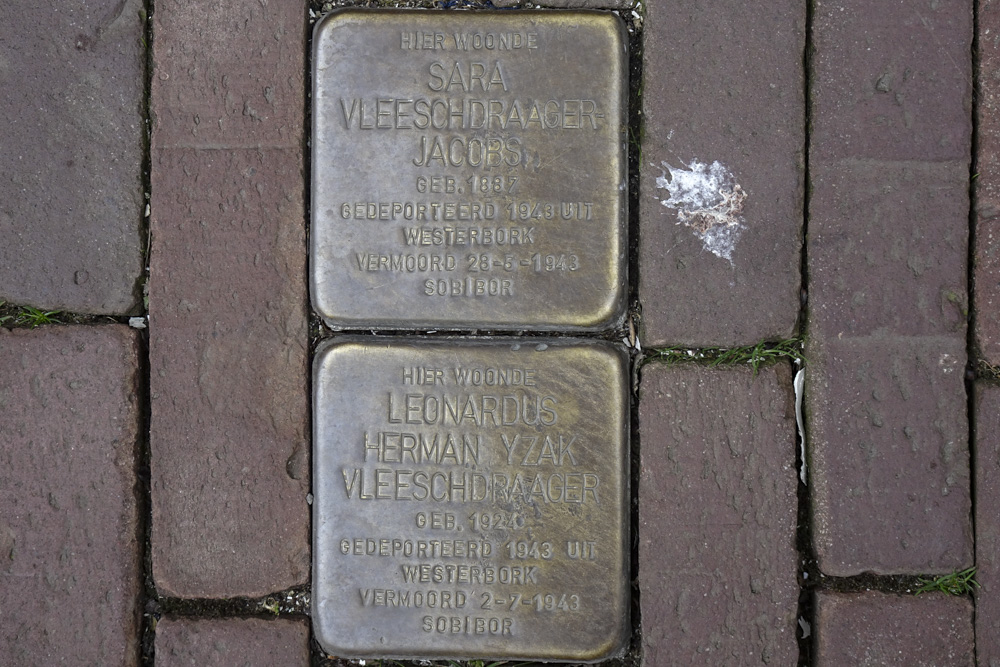 HIER WOONDE
SARA
VLEESCHDRAAGER-
JACOBS
GEB. 1887
GEDEPORTEERD 1943 UIT
WESTERBORK
VERMOORD 28-5-1943
SOBIBOR
HIER WOONDE
LEONARDUS
HERMAN YZAK
VLEESCHDRAAGER
GEB. 1924
GEDEPORTEERD 1943 UIT
WESTERBORK
VERMOORD 2-7-1943
SOBIBOR